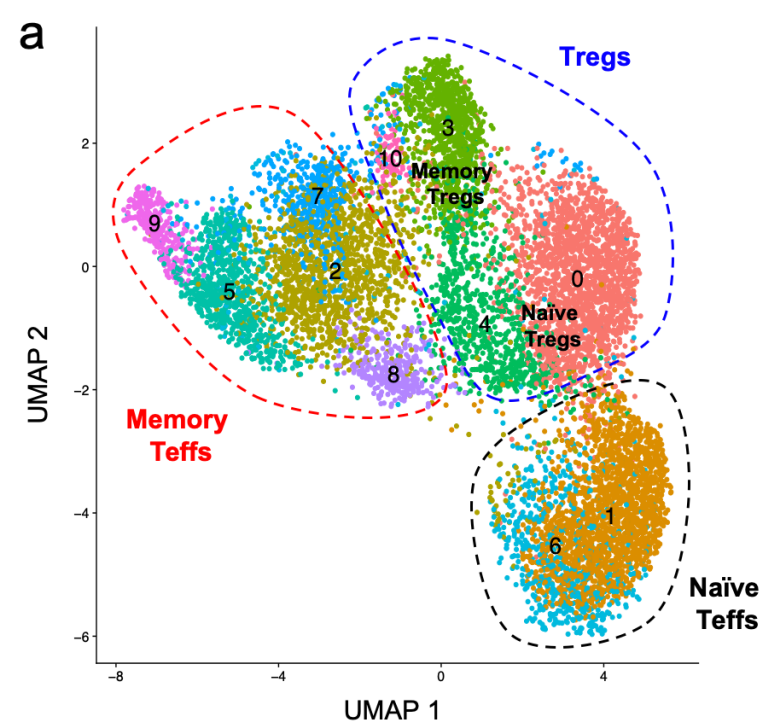 a
Tregs
3
10
Memory
Tregs
2
7
9
0
2
0
5
Naïve
Tregs
4
8
−2
Memory
Teffs
UMAP 2
1
−4
6
Naïve
Teffs
−6
−8
−4
0
4
UMAP 1